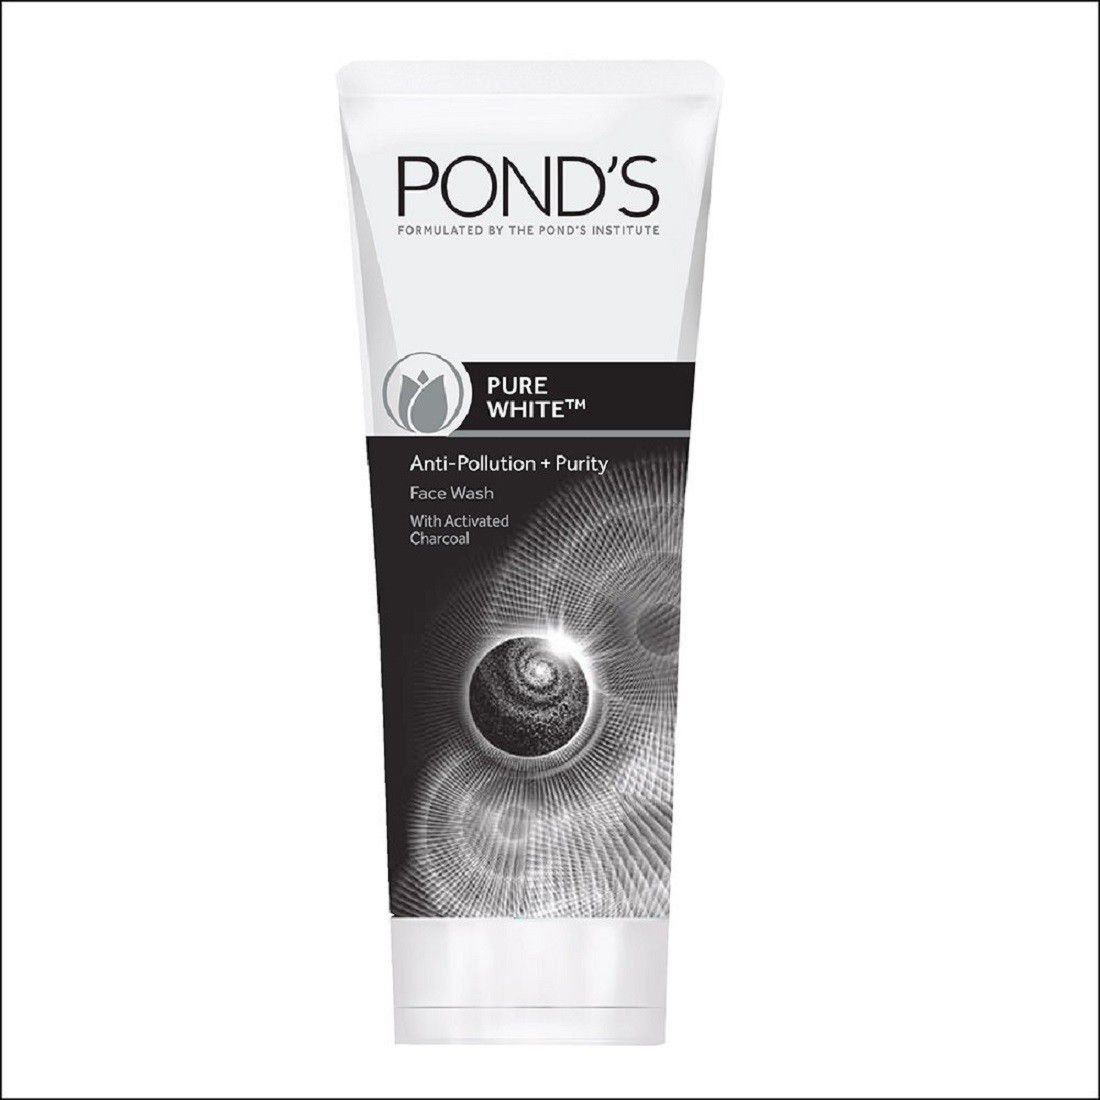 POND'S
FORMULATED BY THE POND'S INSTITUTE
PURE
WHITE™
Anti-Pollution + Purity
Face Wash
With Activated
Charcoal